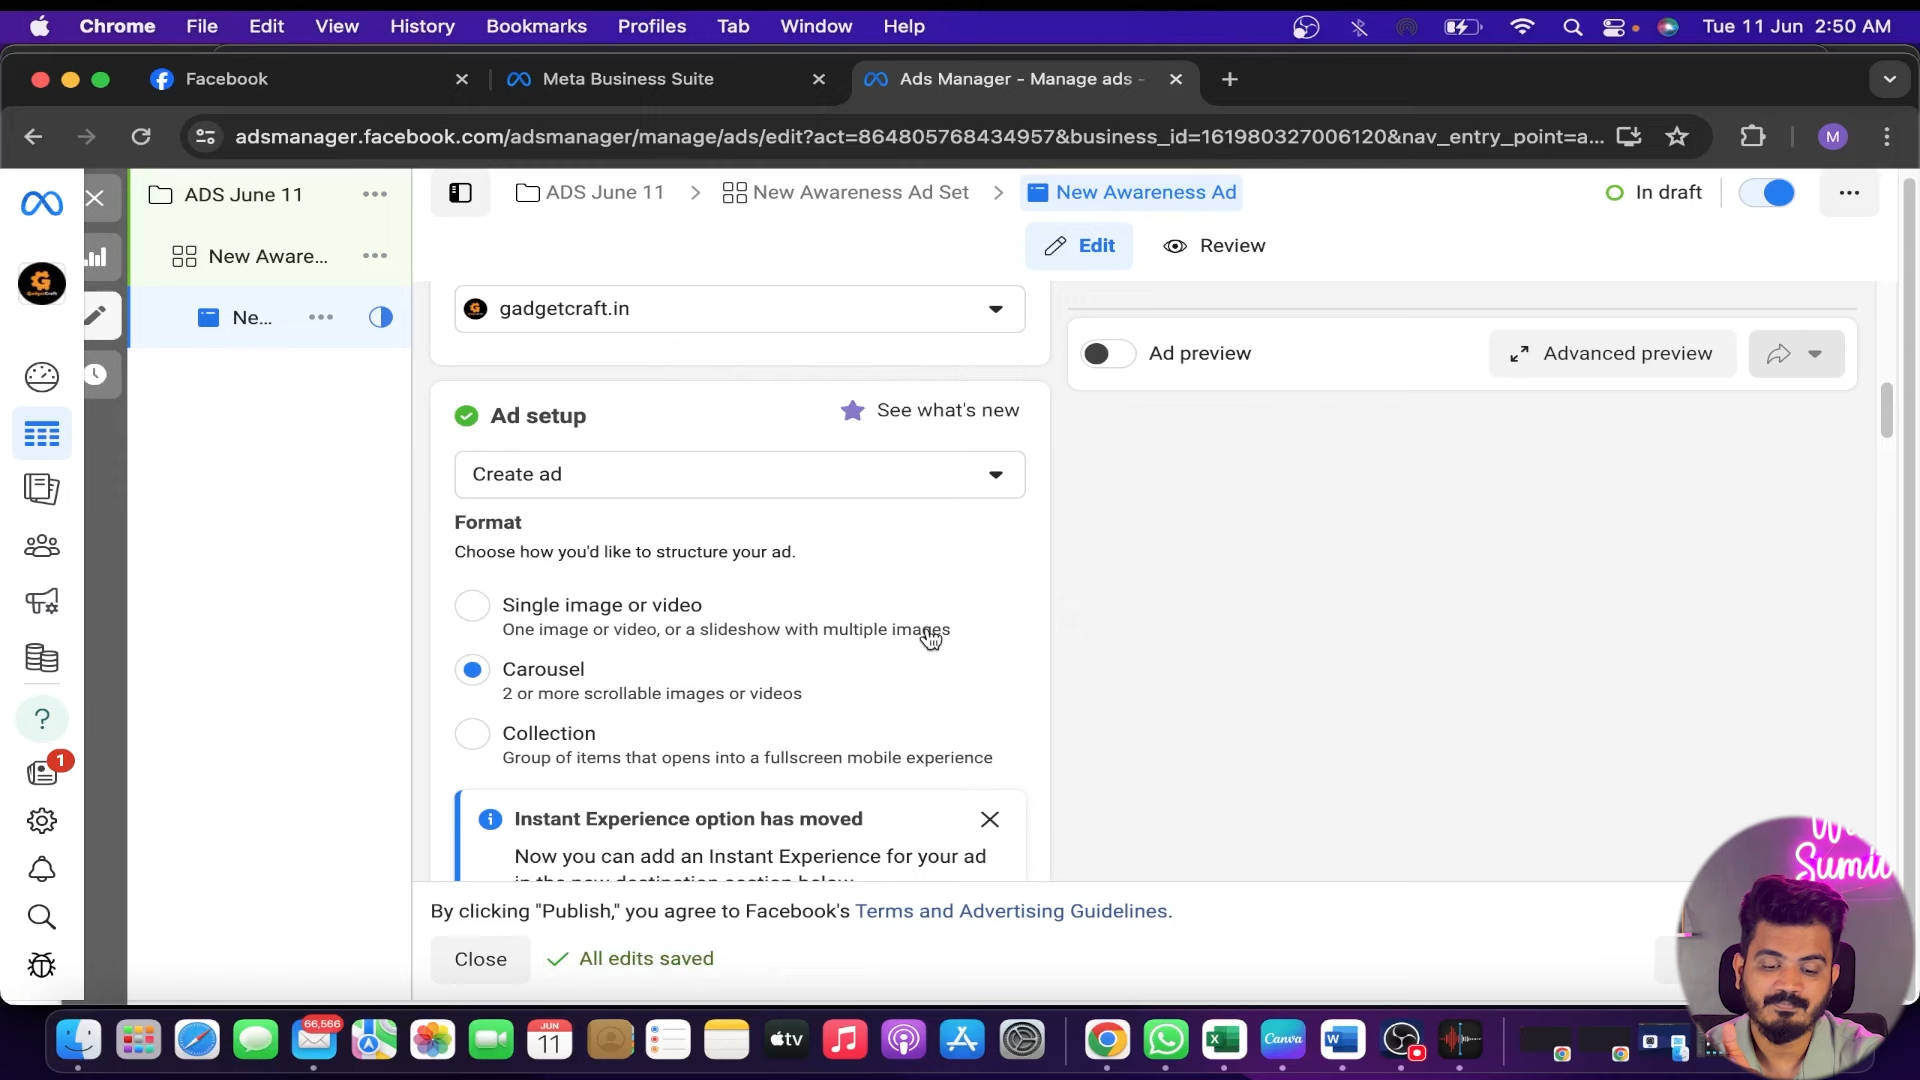 Chrome File Edit View History Bookmarks Profiles Tab Window Help Tue 11 Jun 2:50 AM
Facebook Meta Business Suite Ads Manager - Manage ads -
adsmanager.facebook.com/adsmanager/manage/ads/edit?act=864805768434957&business_id=161980327006120&nav_entry_point=a... M
ADS June 11 ADS June 11 New Awareness Ad Set New Awareness Ad In draft
New Aware... Edit Review
Ne...
gadgetcraft.in
Ad preview Advanced preview
Ad setup See what's new
Create ad
Format
Choose how you'd like to structure your ad.
Single image or video
One image or video, or a slideshow with multiple images
Carousel
2 or more scrollable images or videos
Collection
Group of items that opens into a fullscreen mobile experience
1
Instant Experience option has moved
Now you can add an Instant Experience for your ad
in the new destination section below.
By clicking "Publish," you agree to Facebook's Terms and Advertising Guidelines.
Close All edits saved
Sumit
66,566
JUN
11
tv
Canva